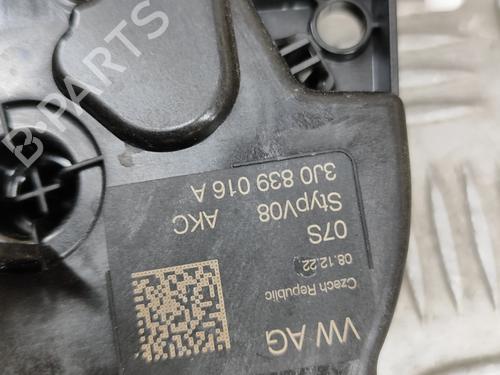 VW AG
Czech Republic
08.12.22
07S
StypV08 AKC
3J0 839 016 A
B-PARTS